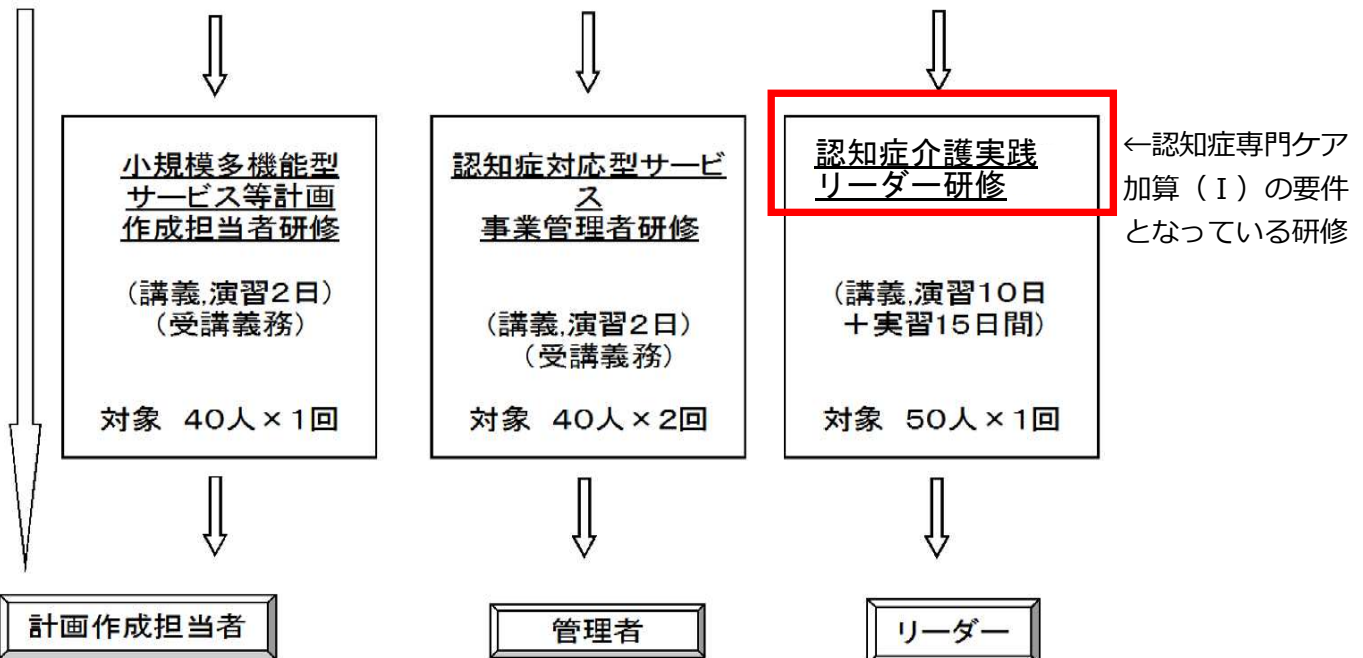 小規模多機能型
サービス等計画
作成担当者研修
(講義,演習2日)
(受講義務)
対象 40人×1回
認知症対応型サービ
ス
事業管理者研修
(講義,演習2日)
(受講義務)
対象 40人×2回
認知症介護実践
リーダー研修
(講義,演習10日
+実習15日間)
対象 50人×1回
←認知症専門ケア
加算(Ⅰ)の要件
となっている研修
計画作成担当者
管理者
リーダー